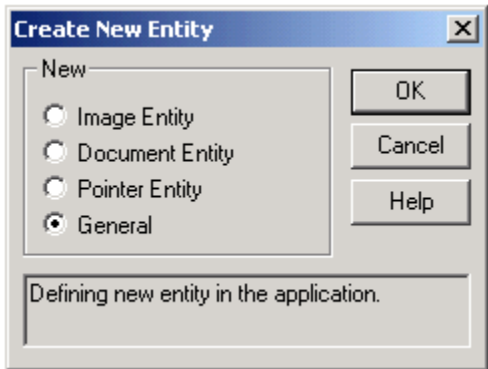 Create New Entity
New
Image Entity
Document Entity
Pointer Entity
General
OK
Cancel
Help
Defining new entity in the application.